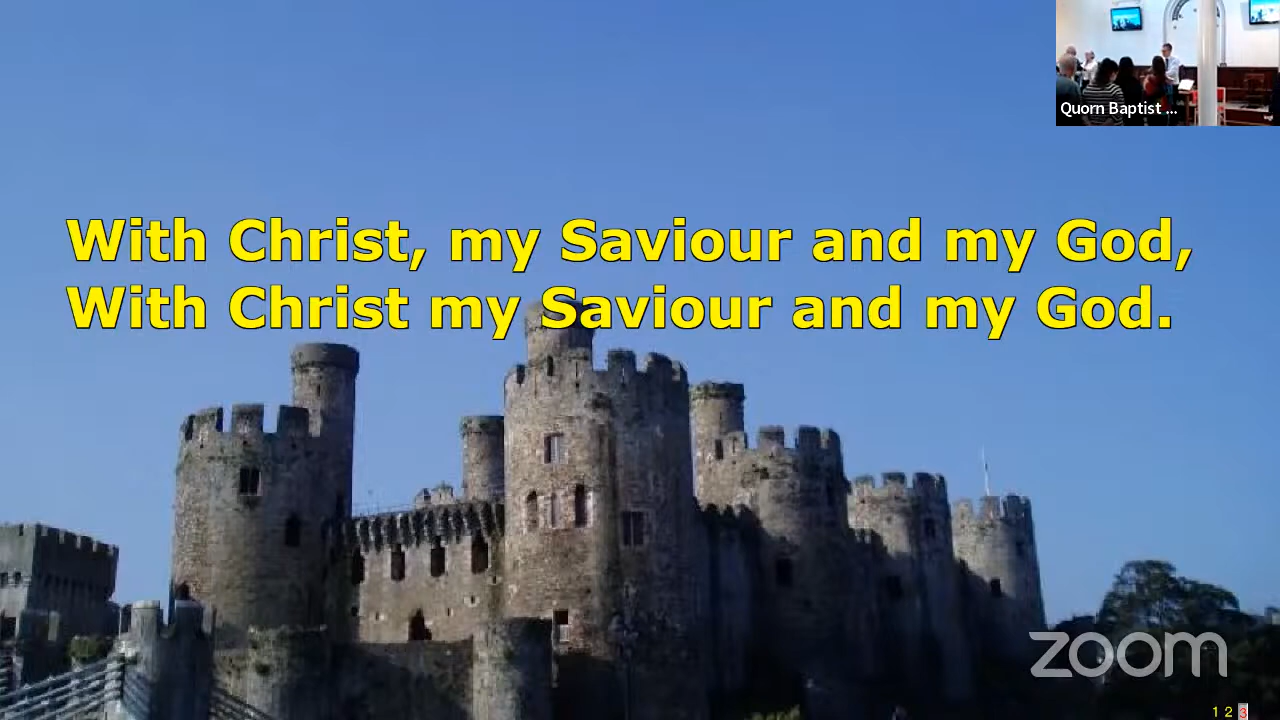 Quorn Baptist ...
With Christ, my Saviour and my God,
With Christ my Saviour and my God.
zoom
1 2 3